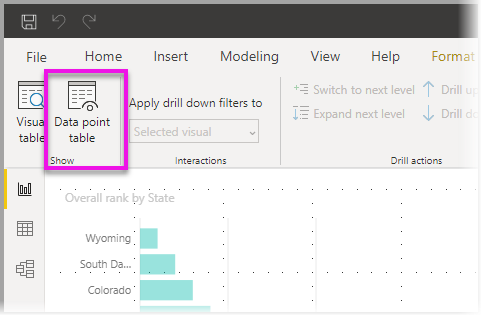 File Home Insert Modeling View Help Format
Visua Data point
table table
Apply drill down filters to
Selected visual
Switch to next level Drill up
Expand next level Drill do
Show Interactions Drill actions
Overall rank by State
Wyoming
South Da...
Colorado